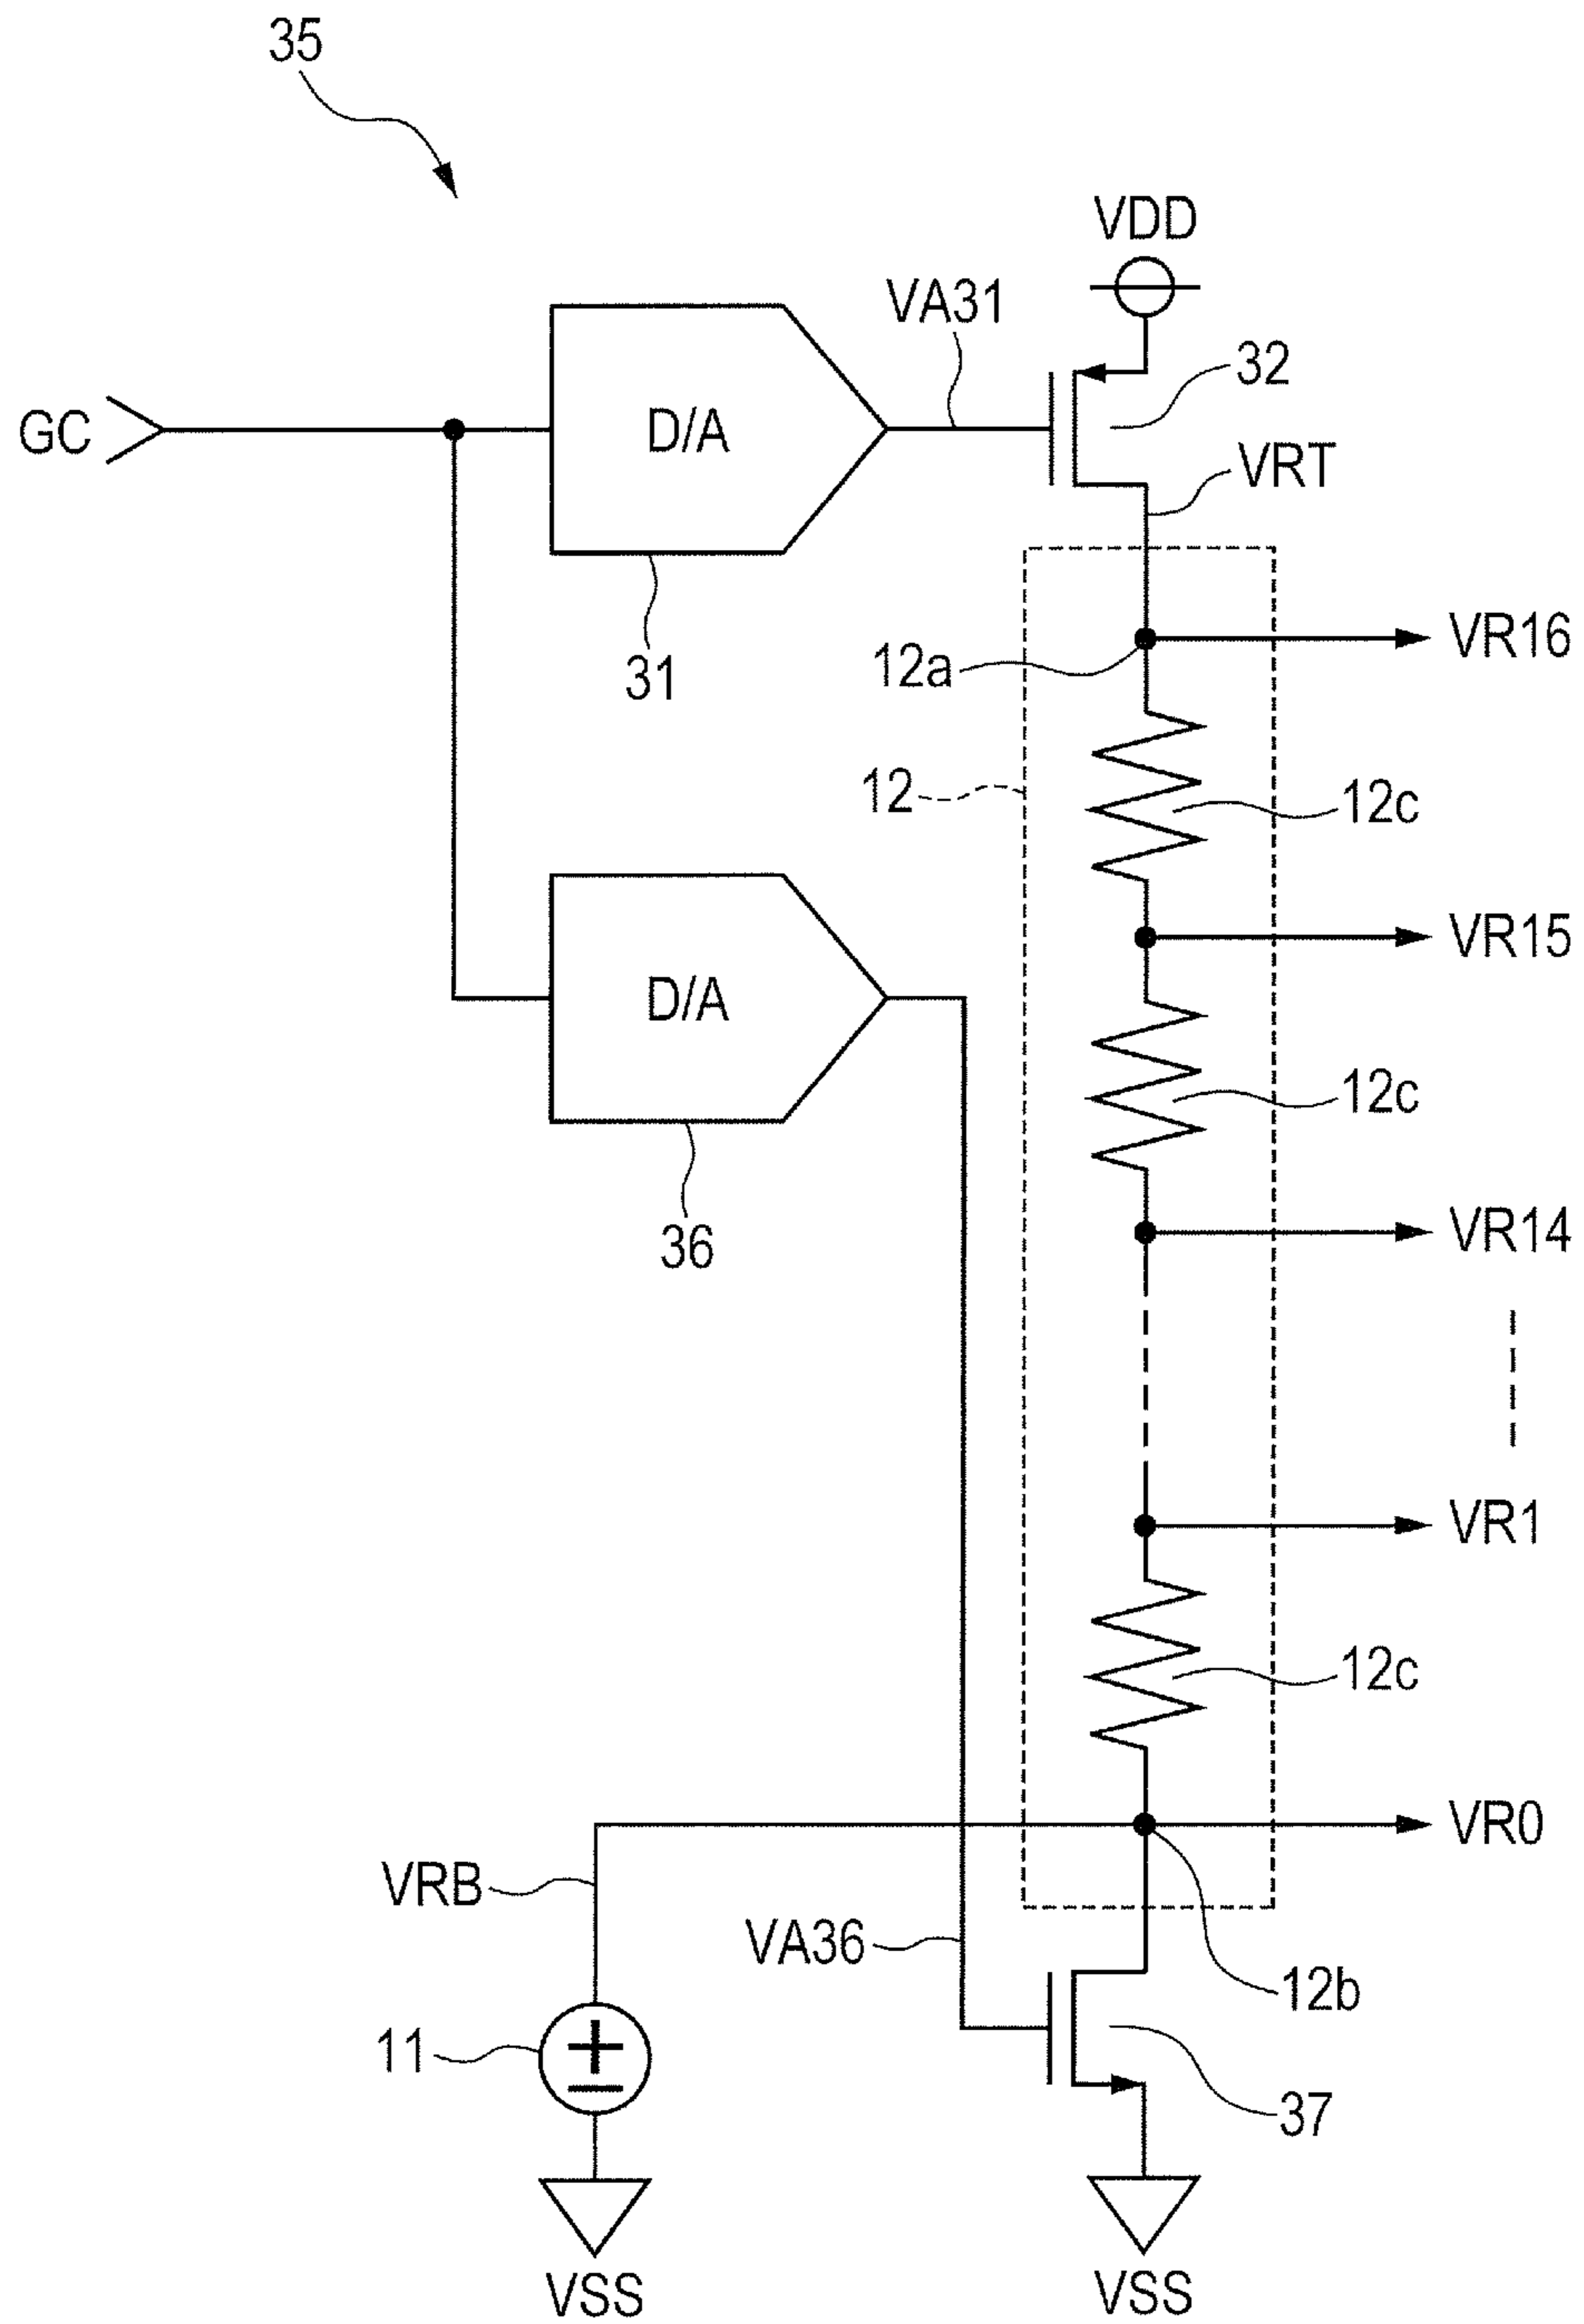 35
VDD
VA31
32
GC
D/A
VRT
31
12a
VR16
12
12c
VR15
D/A
12c
36
VR14
VR1
12c
VR0
VRB
VA36
12b
11
37
VSS
VSS